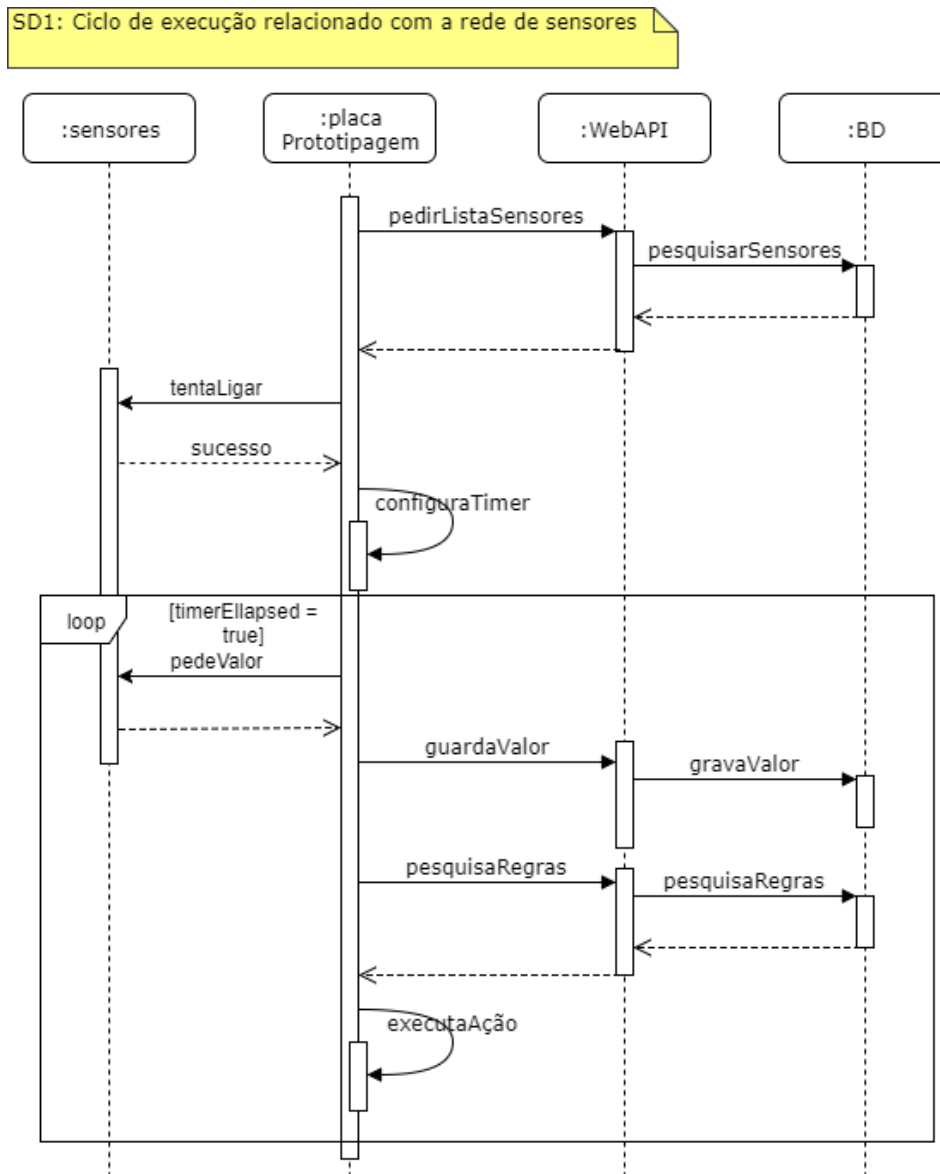 SD1: Ciclo de execução relacionado com a rede de sensores
:sensores
:placa
Prototipagem
:WebAPI
:BD
pedirListaSensores
pesquisarSensores
tentaLigar
sucesso
configuraTimer
loop
[timerEllapsed =
true]
pedeValor
guardaValor
gravaValor
pesquisaRegras
pesquisaRegras
executaAção